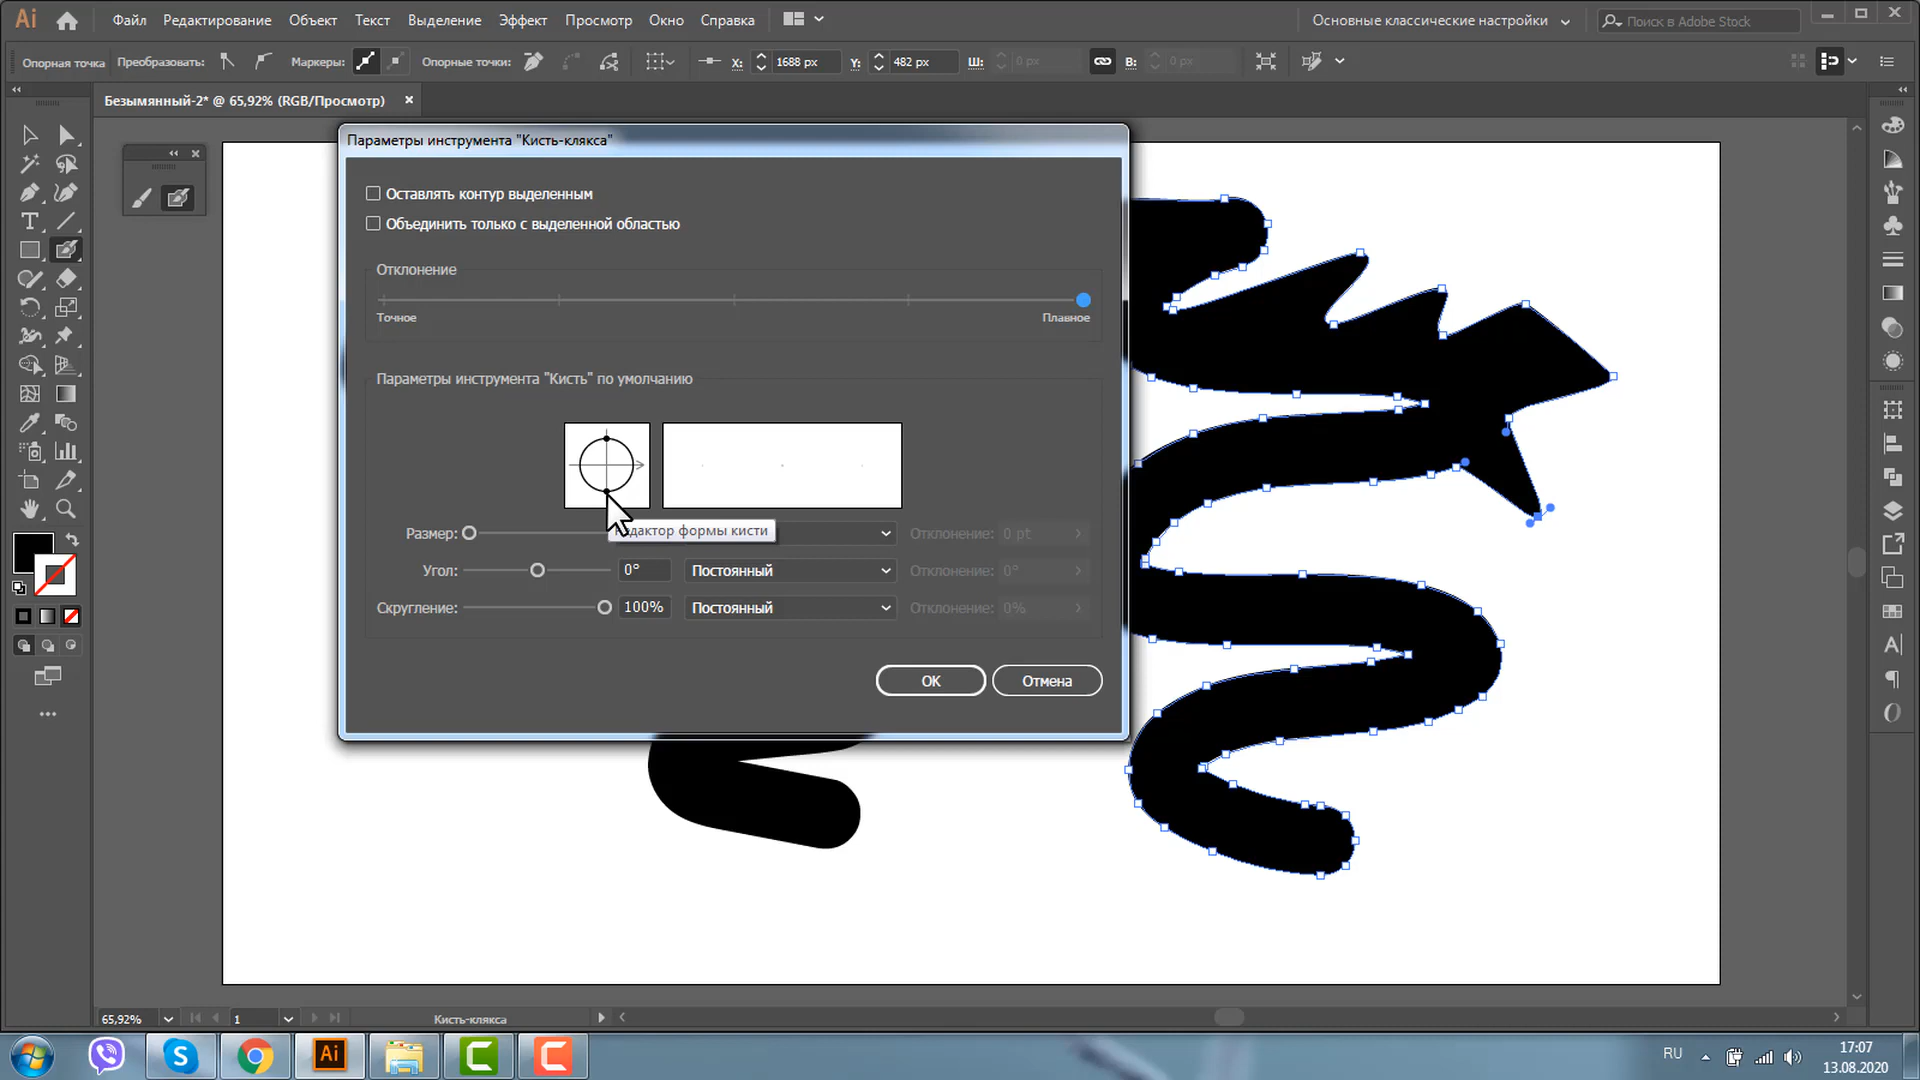 Ai Файл Редактирование Объект Текст Выделение Эффект Просмотр Окно Справка Основные классические настройки Поиск в Adobe Stock
Опорная точка Преобразовать: Маркеры: Опорные точки: X: 1688 px Y: 482 px Ш: 0 px В: 0 px
Безымянный-2* @ 65,92% (RGB/Просмотр) ×
Параметры инструмента "Кисть-клякса"
Оставлять контур выделенным
Объединить только с выделенной областью
Отклонение
Точное Плавное
Параметры инструмента "Кисть" по умолчанию
Размер: Отклонение: 0 pt
формы кисти
Угол: 0° Постоянный Отклонение: 0°
Скругление: 100% Постоянный Отклонение: 0%
OK Отмена
65,92% 1 Кисть-клякса
Ai RU 17:07
13.08.2020